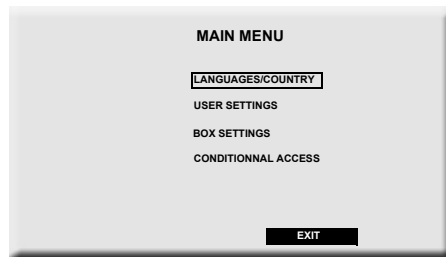 MAIN MENU
LANGUAGES/COUNTRY
USER SETTINGS
BOX SETTINGS
CONDITIONNAL ACCESS
EXIT